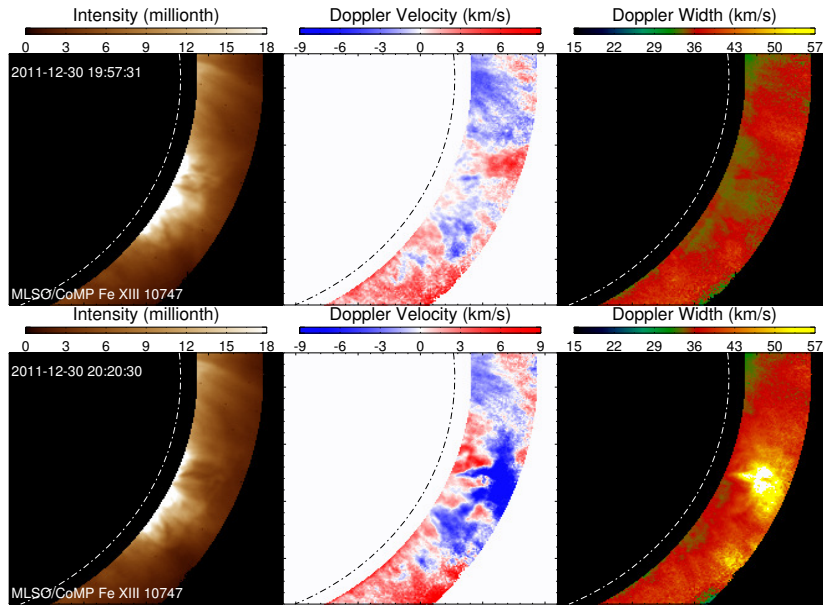 Intensity (millionth) Doppler Velocity (km/s) Doppler Width (km/s)
0 3 6 9 12 15 18 -9 -6 -3 0 3 6 9 15 22 29 36 43 50 57
2011-12-30 19:57:31
MLSO/CoMP Fe XIII 10747
Intensity (millionth) Doppler Velocity (km/s) Doppler Width (km/s)
0 3 6 9 12 15 18 -9 -6 -3 0 3 6 9 15 22 29 36 43 50 57
2011-12-30 20:20:30
MLSO/CoMP Fe XIII 10747